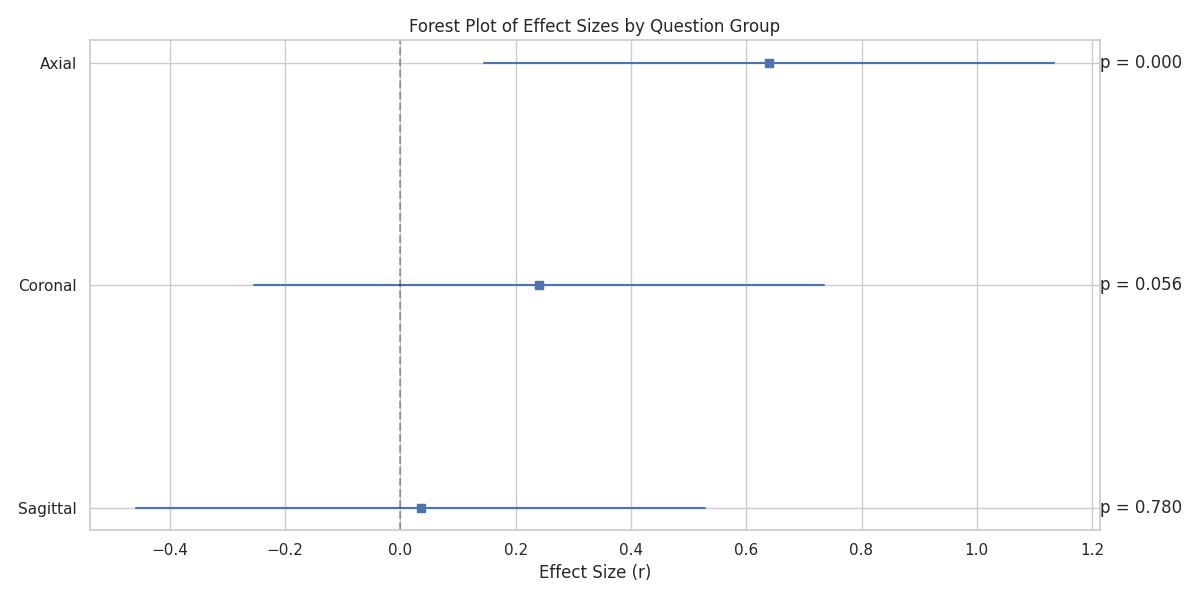 Forest Plot of Effect Sizes by Question Group
Axial
p = 0.000
Coronal
p = 0.056
Sagittal
p = 0.780
−0.4
−0.2
0.0
0.2
0.4
0.6
0.8
1.0
1.2
Effect Size (r)